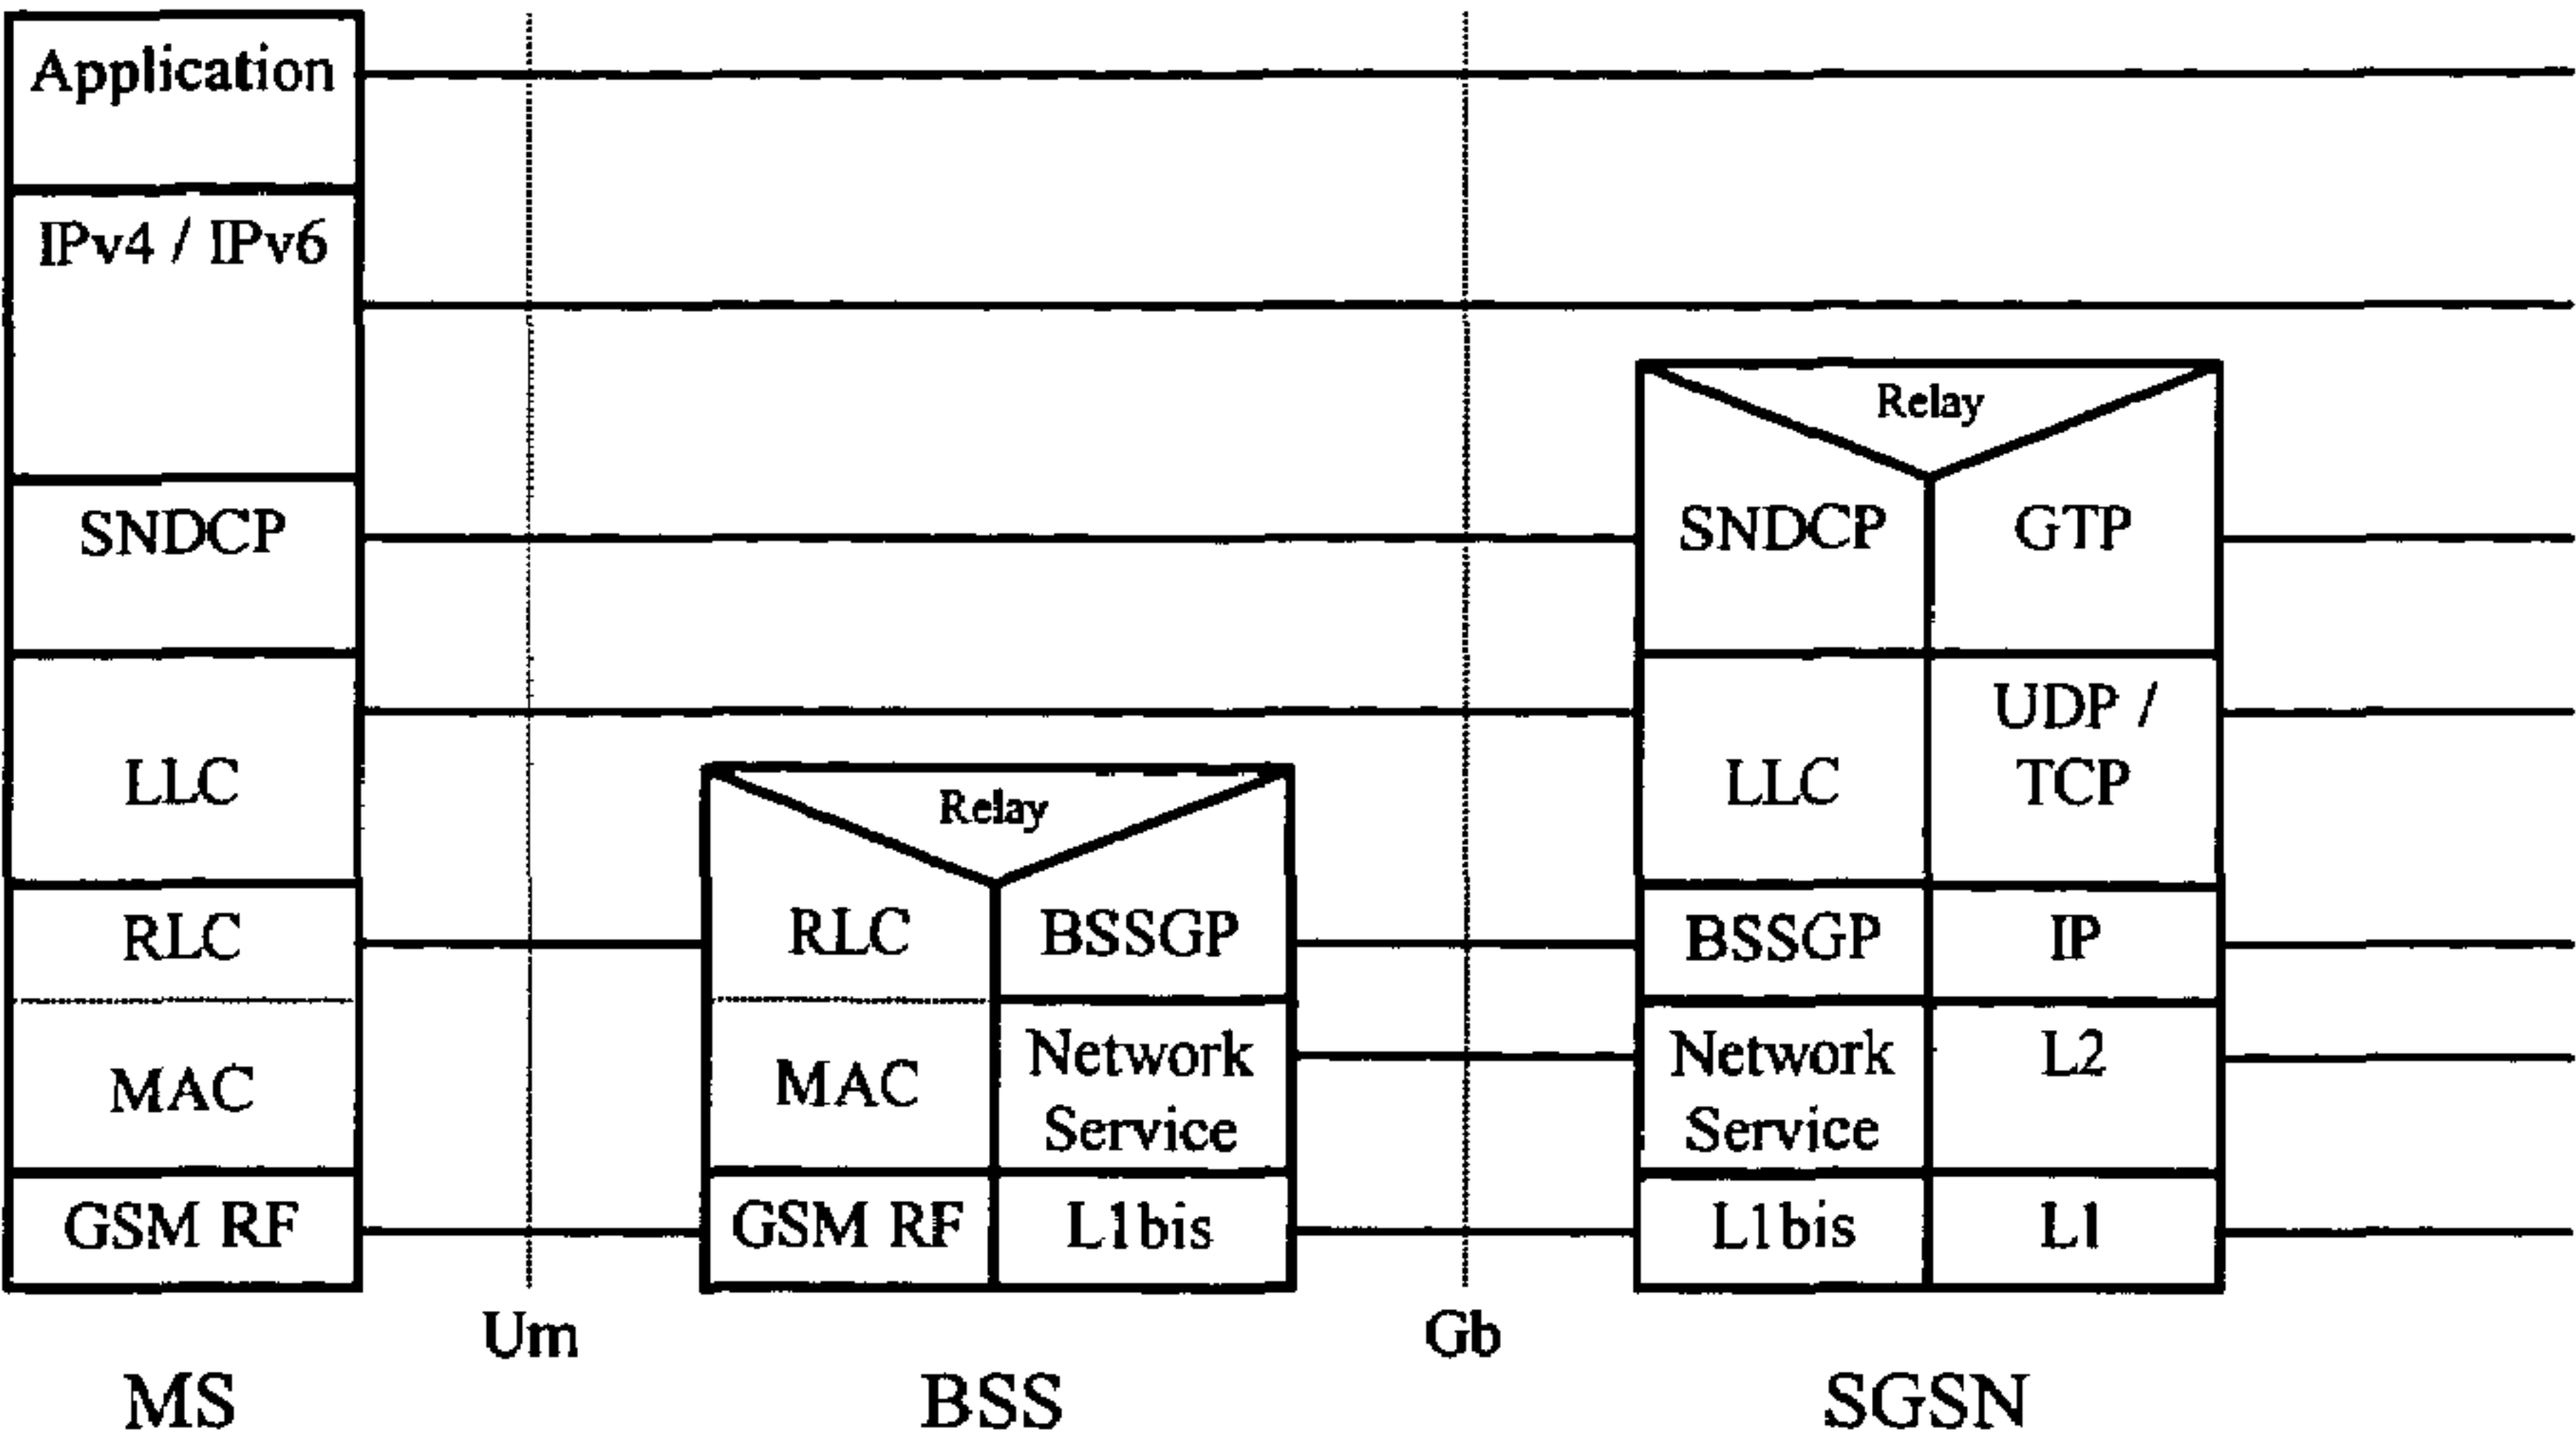 Application
IPv4 / IPv6
SNDCP
LLC
RLC
MAC
GSM RF
MS
Um
Relay
RLC
BSSGP
MAC
Network
Service
GSM RF
L1bis
BSS
Gb
Relay
SNDCP
GTP
LLC
UDP /
TCP
BSSGP
IP
Network
Service
L2
L1bis
L1
SGSN